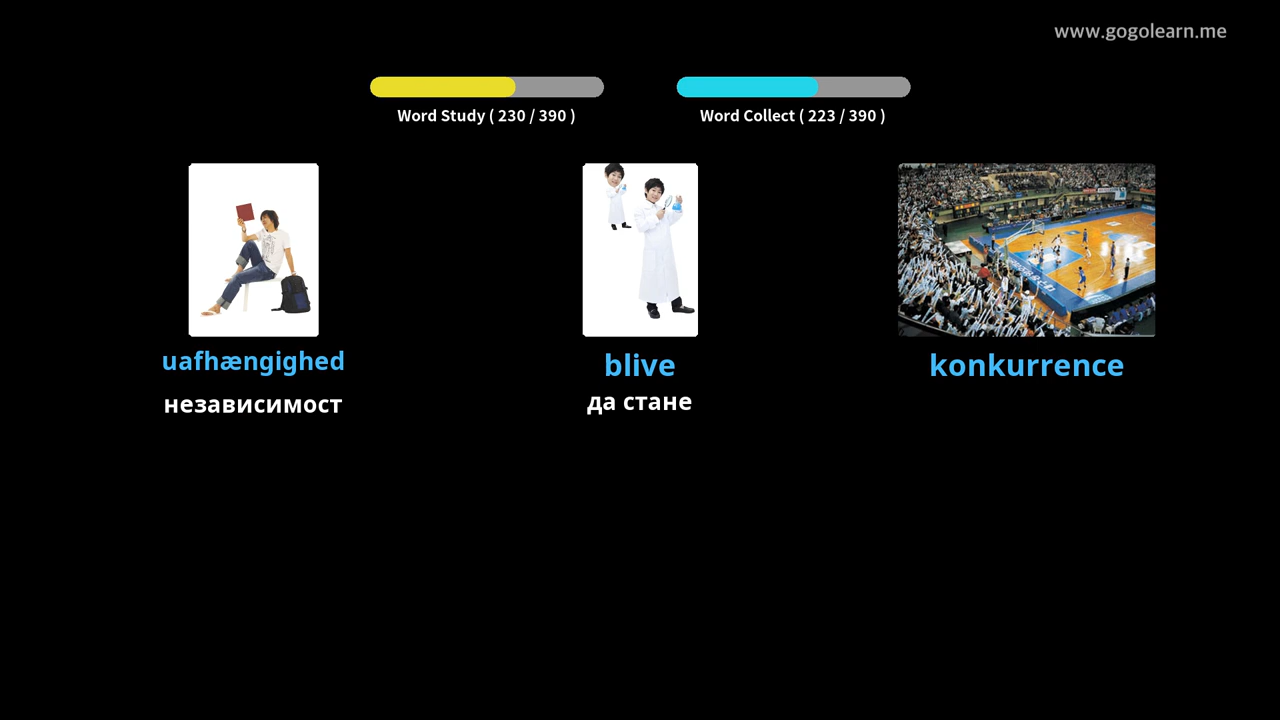 www.gogolearn.me
Word Study ( 230 / 390 )
Word Collect ( 223 / 390 )
uafhængighed
blive
konkurrence
независимост
да стане